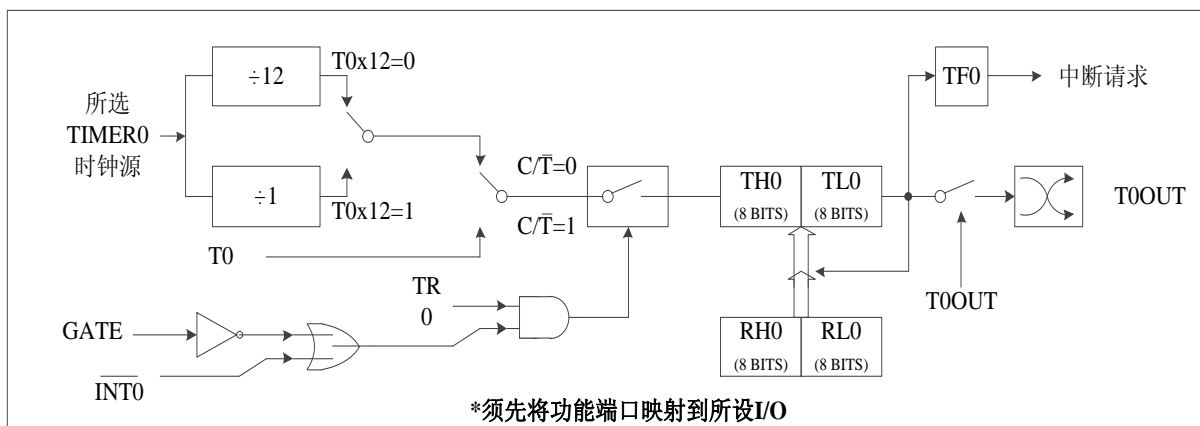 ÷12
T0x12=0
所选
TIMER0
时钟源
÷1
T0x12=1
T0
C/T̅=0
C/T̅=1
TR
0
GATE
I̅N̅T̅0̅
TH0
(8 BITS)
TL0
(8 BITS)
RH0
(8 BITS)
RL0
(8 BITS)
TF0
中断请求
T0OUT
T0OUT
*须先将功能端口映射到所设I/O